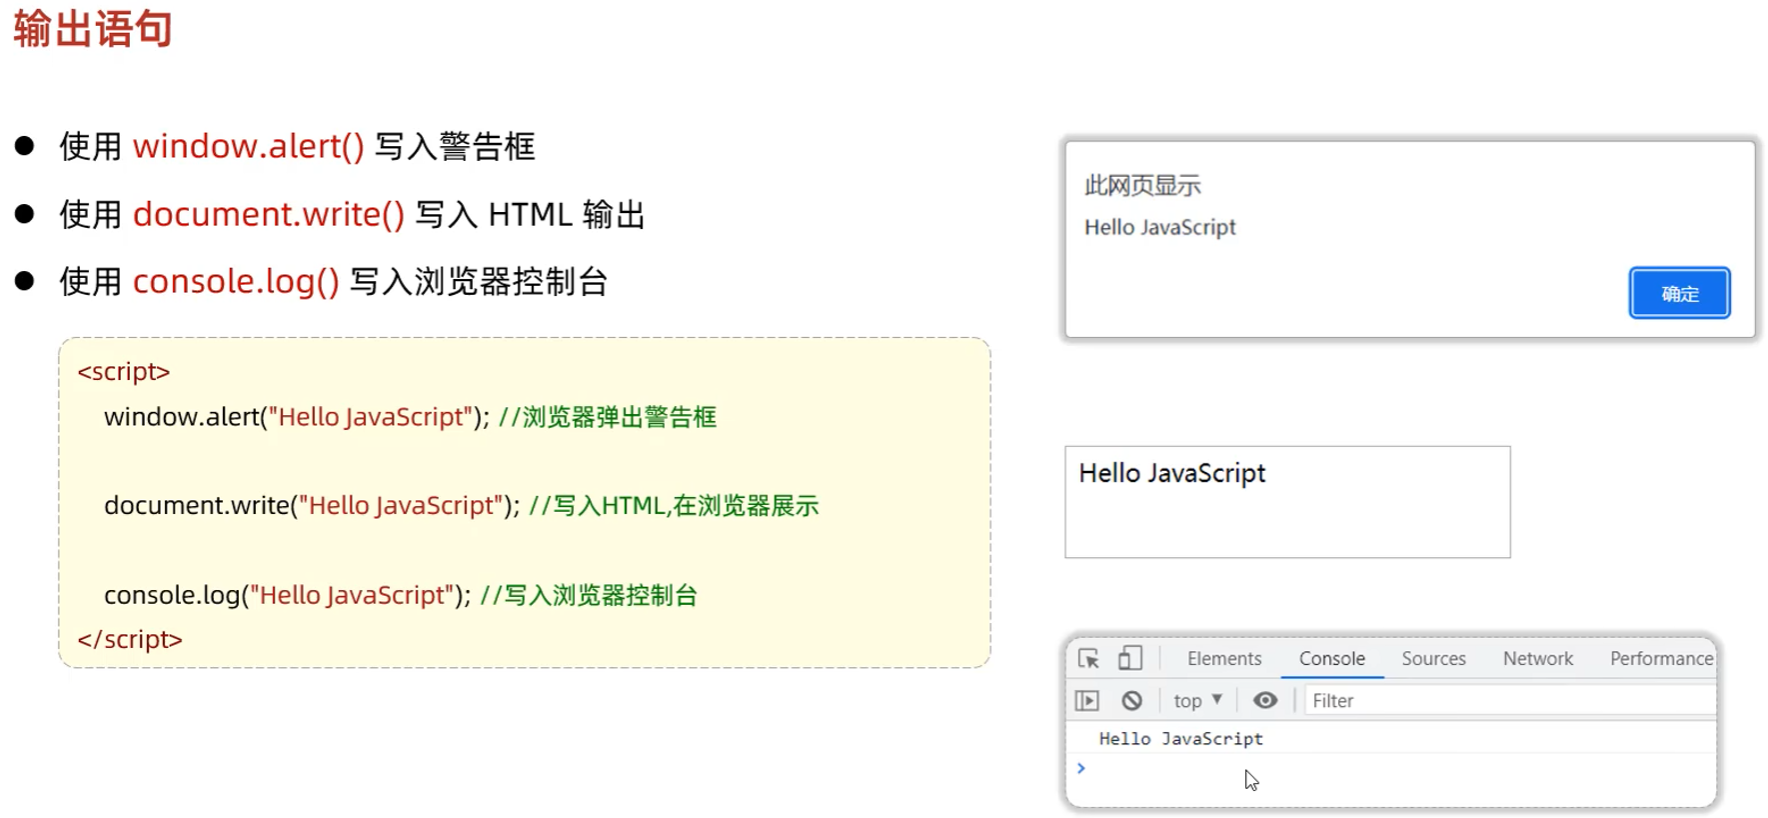 输出语句
使用 window.alert() 写入警告框
使用 document.write() 写入 HTML 输出
使用 console.log() 写入浏览器控制台
<script>
window.alert("Hello JavaScript"); //浏览器弹出警告框
document.write("Hello JavaScript"); //写入HTML,在浏览器展示
console.log("Hello JavaScript"); //写入浏览器控制台
</script>
此网页显示
Hello JavaScript
确定
Hello JavaScript
Elements Console Sources Network Performance
top Filter
Hello JavaScript